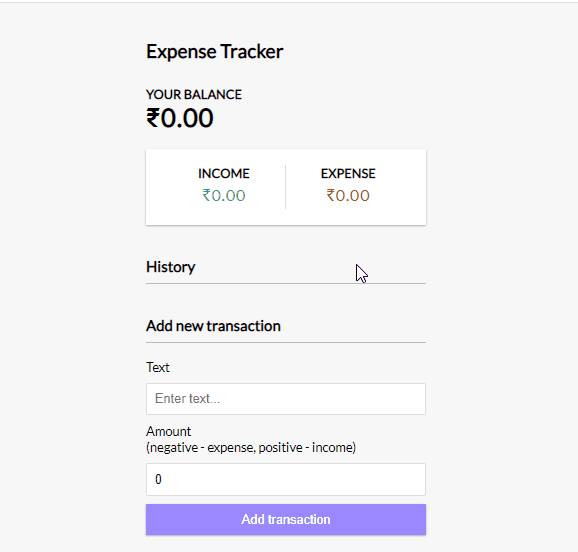 Expense Tracker
YOUR BALANCE
₹0.00
INCOME EXPENSE
₹0.00 ₹0.00
History
Add new transaction
Text
Enter text...
Amount
(negative - expense, positive - income)
0
Add transaction